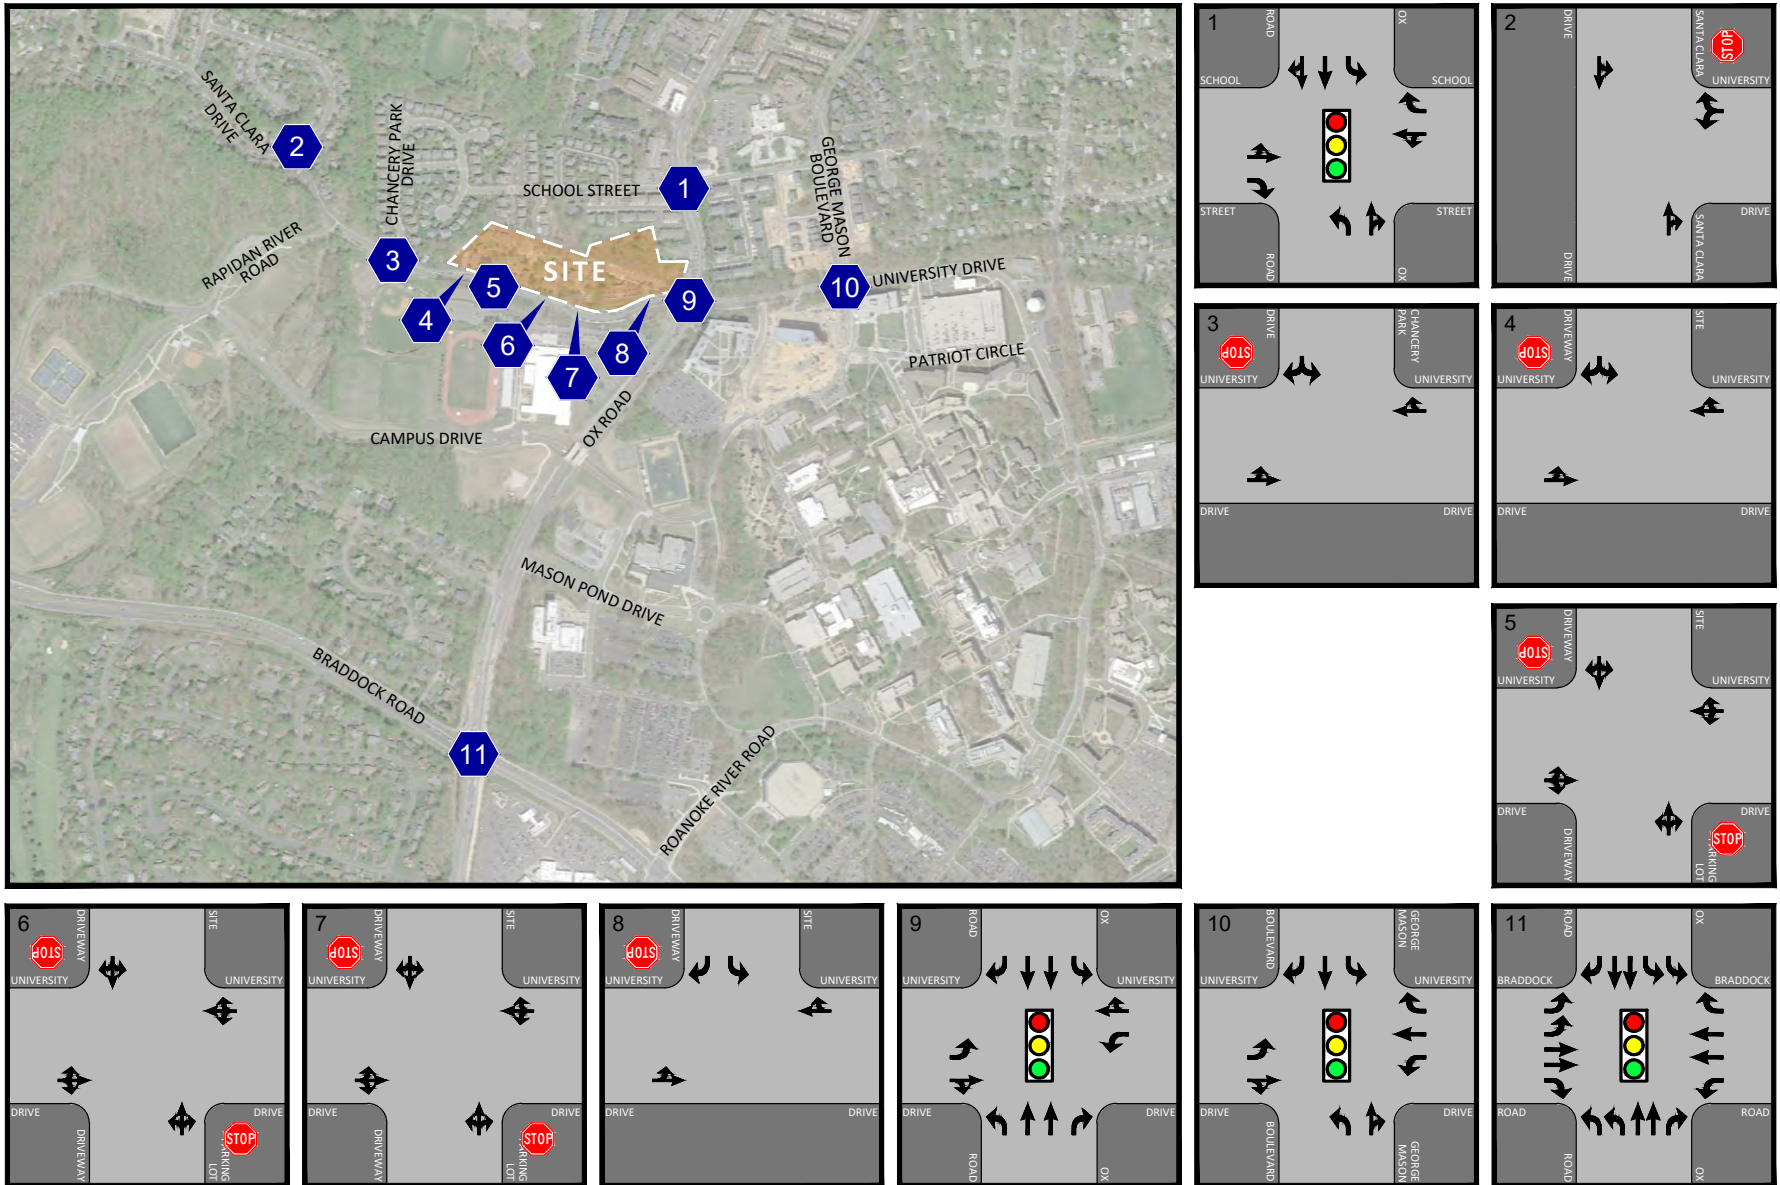 SANTA CLARA
DRIVE
2
CHANCERY PARK
DRIVE
SCHOOL STREET
1
GEORGE MASON
BOULEVARD
RAPIDAN RIVER
ROAD
3
SITE
UNIVERSITY DRIVE
4
5
9
10
6
7
8
PATRIOT CIRCLE
CAMPUS DRIVE
OX ROAD
MASON POND DRIVE
BRADDOCK ROAD
11
ROANOKE RIVER ROAD
1
ROAD
OX
SCHOOL
SCHOOL
STREET
STREET
ROAD
OX
2
DRIVE
SANTA CLARA
STOP
UNIVERSITY
DRIVE
DRIVE
SANTA CLARA
3
STOP
DRIVE
CHANCERY
PARK
UNIVERSITY
UNIVERSITY
DRIVE
DRIVE
4
STOP
DRIVEWAY
SITE
UNIVERSITY
UNIVERSITY
DRIVE
DRIVE
5
STOP
DRIVEWAY
SITE
UNIVERSITY
UNIVERSITY
DRIVE
DRIVE
DRIVEWAY
STOP
LOT
6
STOP
DRIVEWAY
SITE
UNIVERSITY
UNIVERSITY
DRIVE
DRIVE
DRIVEWAY
STOP
LOT
7
STOP
DRIVEWAY
SITE
UNIVERSITY
UNIVERSITY
DRIVE
DRIVE
DRIVEWAY
STOP
LOT
8
STOP
DRIVEWAY
SITE
UNIVERSITY
UNIVERSITY
DRIVE
DRIVE
9
ROAD
OX
UNIVERSITY
UNIVERSITY
DRIVE
DRIVE
ROAD
OX
10
BOULEVARD
GEORGE
MASON
UNIVERSITY
UNIVERSITY
DRIVE
DRIVE
BOULEVARD
GEORGE
MASON
11
ROAD
OX
BRADDOCK
BRADDOCK
ROAD
ROAD
ROAD
OX